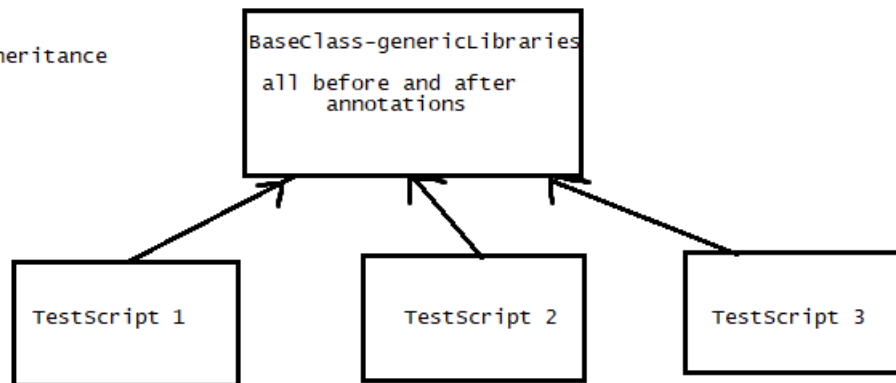 BaseClass-genericLibraries
heritance
all before and after
annotations
TestScript 1
TestScript 2
TestScript 3